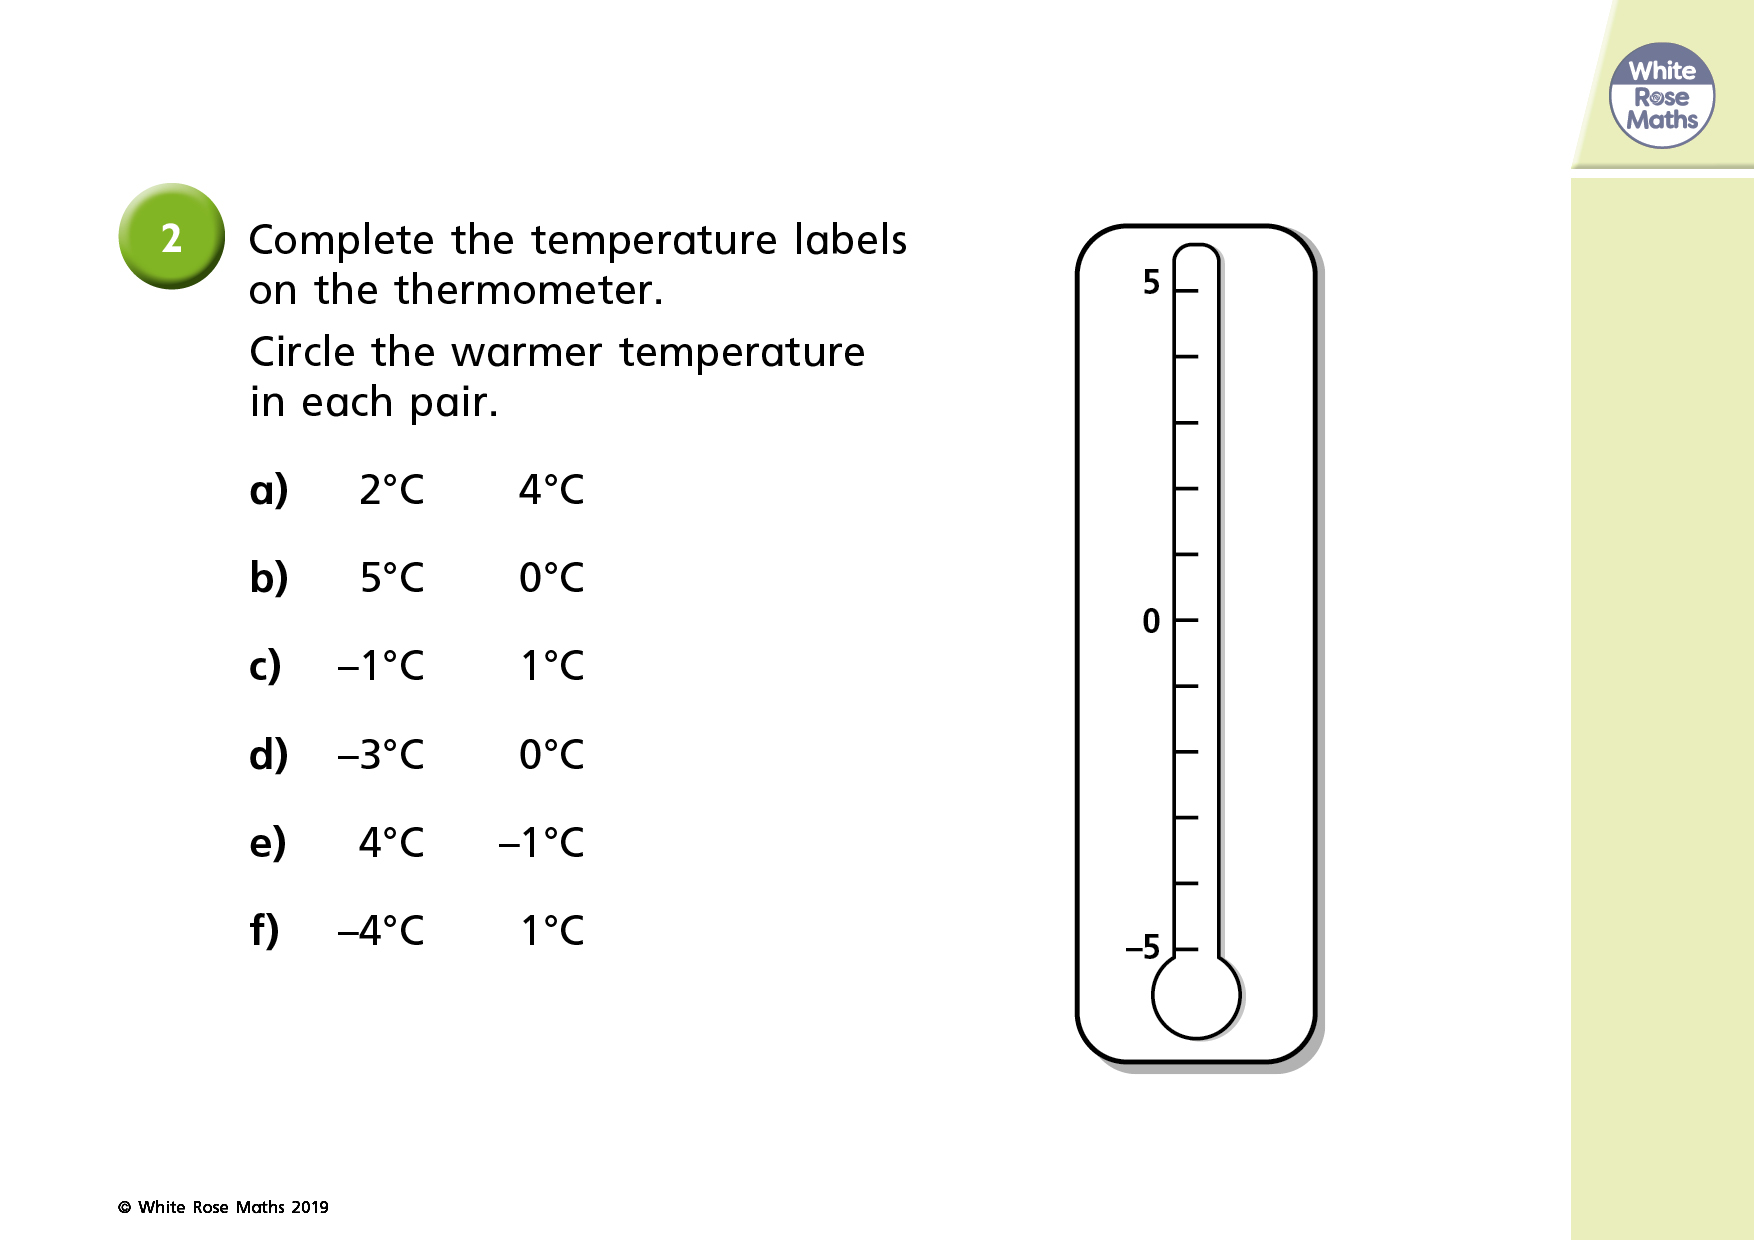 White
Rose
Maths
2 Complete the temperature labels
on the thermometer.
Circle the warmer temperature
in each pair.
a) 2°C 4°C
b) 5°C 0°C
c) –1°C 1°C
d) –3°C 0°C
e) 4°C –1°C
f) –4°C 1°C
5
0
–5
© White Rose Maths 2019